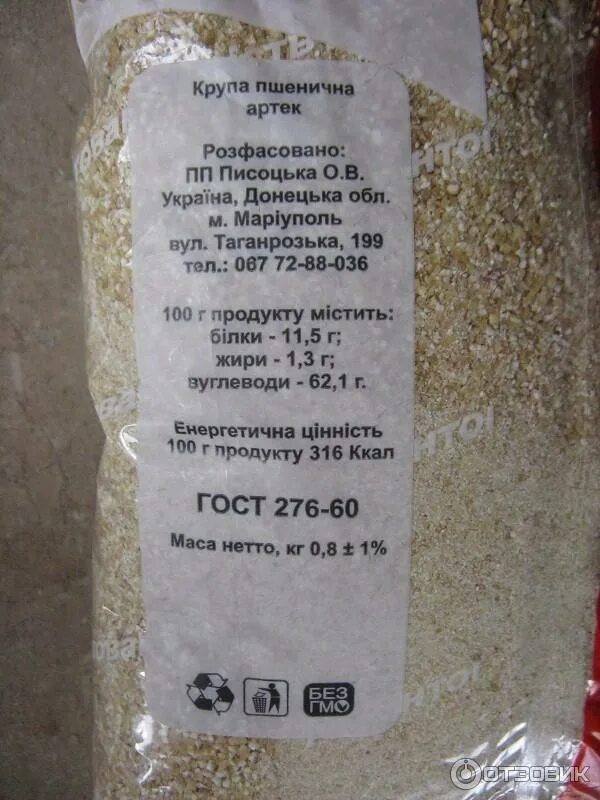 Крупа пшенична
артек
Розфасовано:
ПП Писоцька О.В.
Україна, Донецька обл.
м. Маріуполь
вул. Таганрозька, 199
тел.: 067 72-88-036
100 г продукту містить:
білки - 11,5 г;
жири - 1,3 г;
вуглеводи - 62,1 г.
Енергетична цінність
100 г продукту 316 Ккал
ГОСТ 276-60
Маса нетто, кг 0,8 ± 1%
БЕЗ
ГМО
ОТЗОВИК